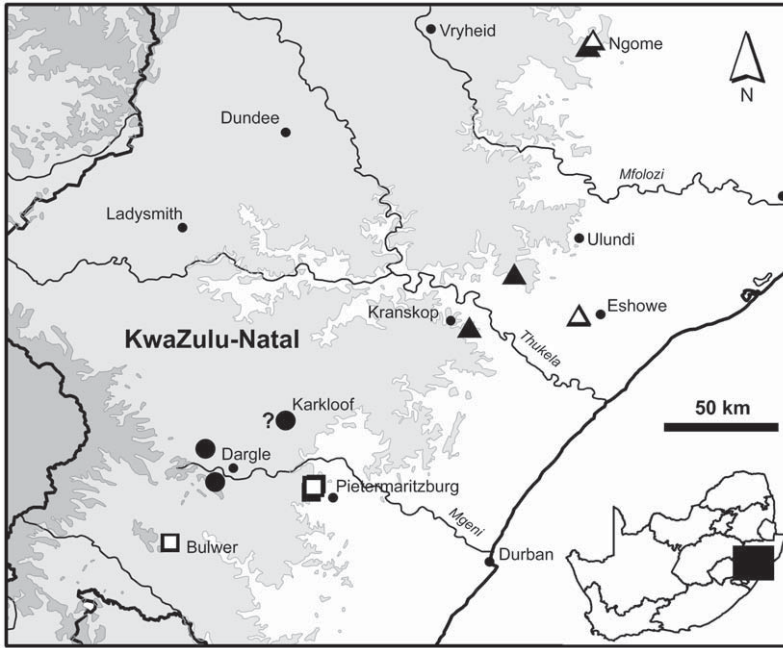 Vryheid
Ngome
N
Dundee
Mfolozi
Ladysmith
Ulundi
Kranskop
Eshowe
KwaZulu-Natal
Thukela
50 km
? Karkloof
Dargle
Pietermaritzburg
Mgeni
Bulwer
Durban